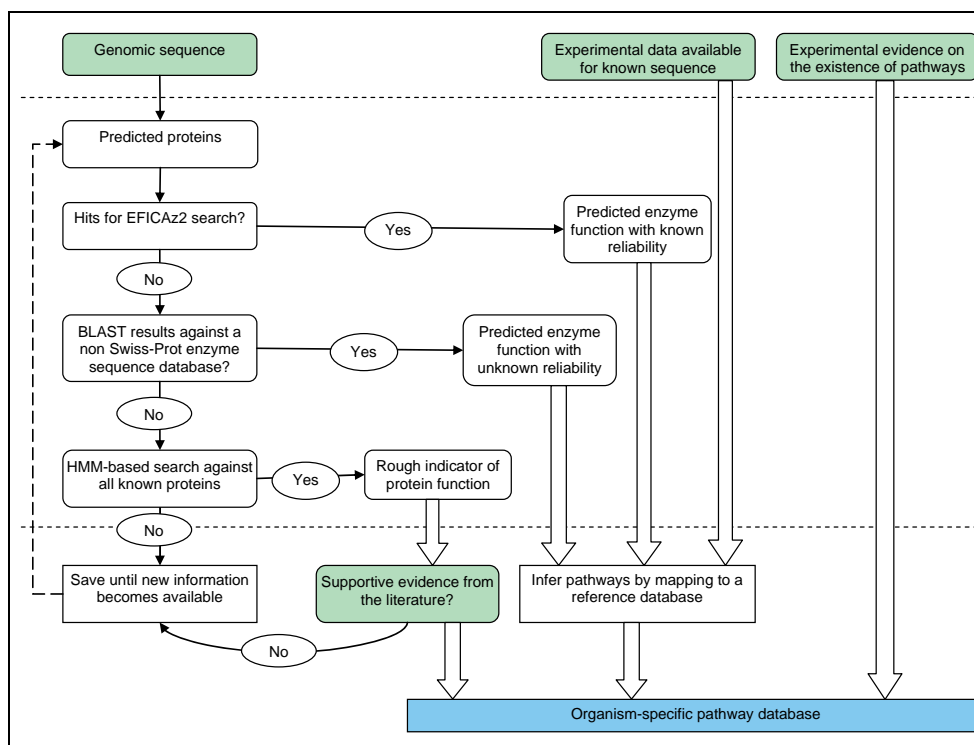 Genomic sequence
Experimental data available
for known sequence
Experimental evidence on
the existence of pathways
Predicted proteins
Hits for EFICAz2 search?
Yes
Predicted enzyme
function with known
reliability
No
BLAST results against a
non Swiss-Prot enzyme
sequence database?
Yes
Predicted enzyme
function with
unknown reliability
No
HMM-based search against
all known proteins
Yes
Rough indicator of
protein function
No
Save until new information
becomes available
Supportive evidence from
the literature?
Infer pathways by mapping to a
reference database
No
Organism-specific pathway database